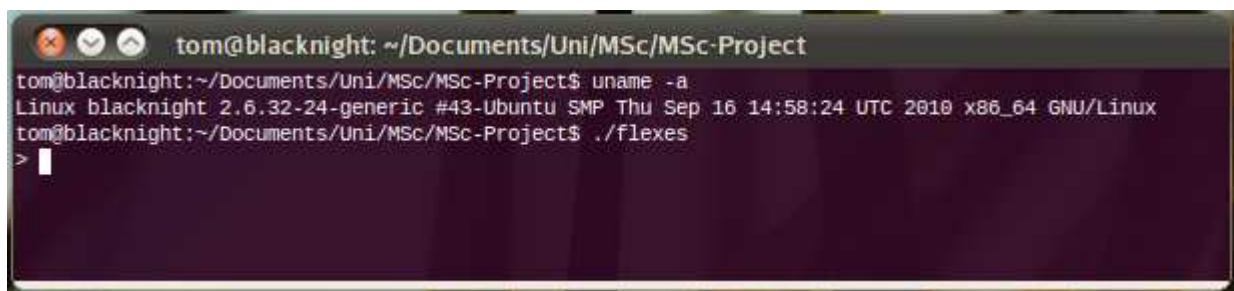 tom@blacknight: ~/Documents/Uni/MSc/MSc-Project
tom@blacknight:~/Documents/Uni/MSc/MSc-Project$ uname -a
Linux blacknight 2.6.32-24-generic #43-Ubuntu SMP Thu Sep 16 14:58:24 UTC 2010 x86_64 GNU/Linux
tom@blacknight:~/Documents/Uni/MSc/MSc-Project$ ./flexes
>